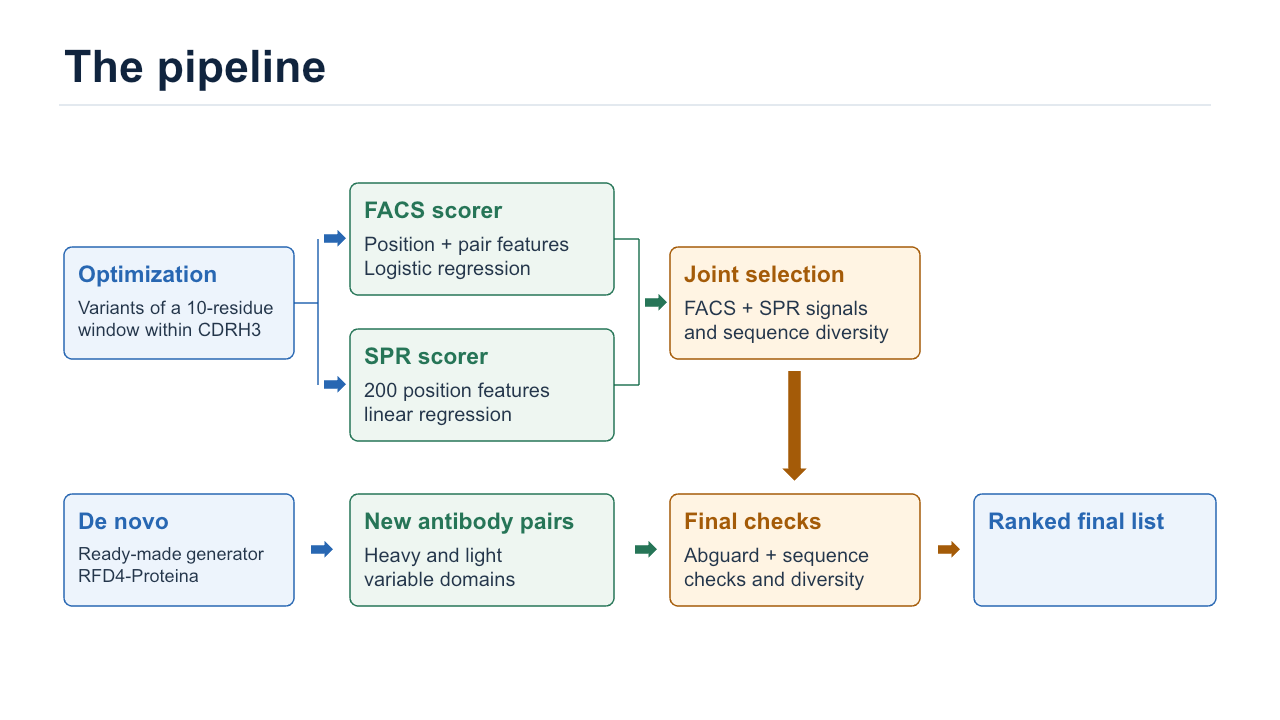 The pipeline
Optimization
Variants of a 10-residue
window within CDRH3
FACS scorer
Position + pair features
Logistic regression
SPR scorer
200 position features
linear regression
Joint selection
FACS + SPR signals
and sequence diversity
De novo
Ready-made generator
RFD4-Proteina
New antibody pairs
Heavy and light
variable domains
Final checks
Abguard + sequence
checks and diversity
Ranked final list